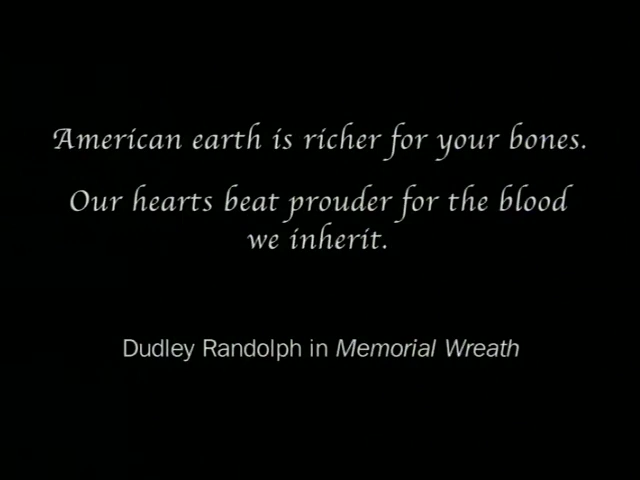 American earth is richer for your bones.
Our hearts beat prouder for the blood
we inherit.
Dudley Randolph in Memorial Wreath